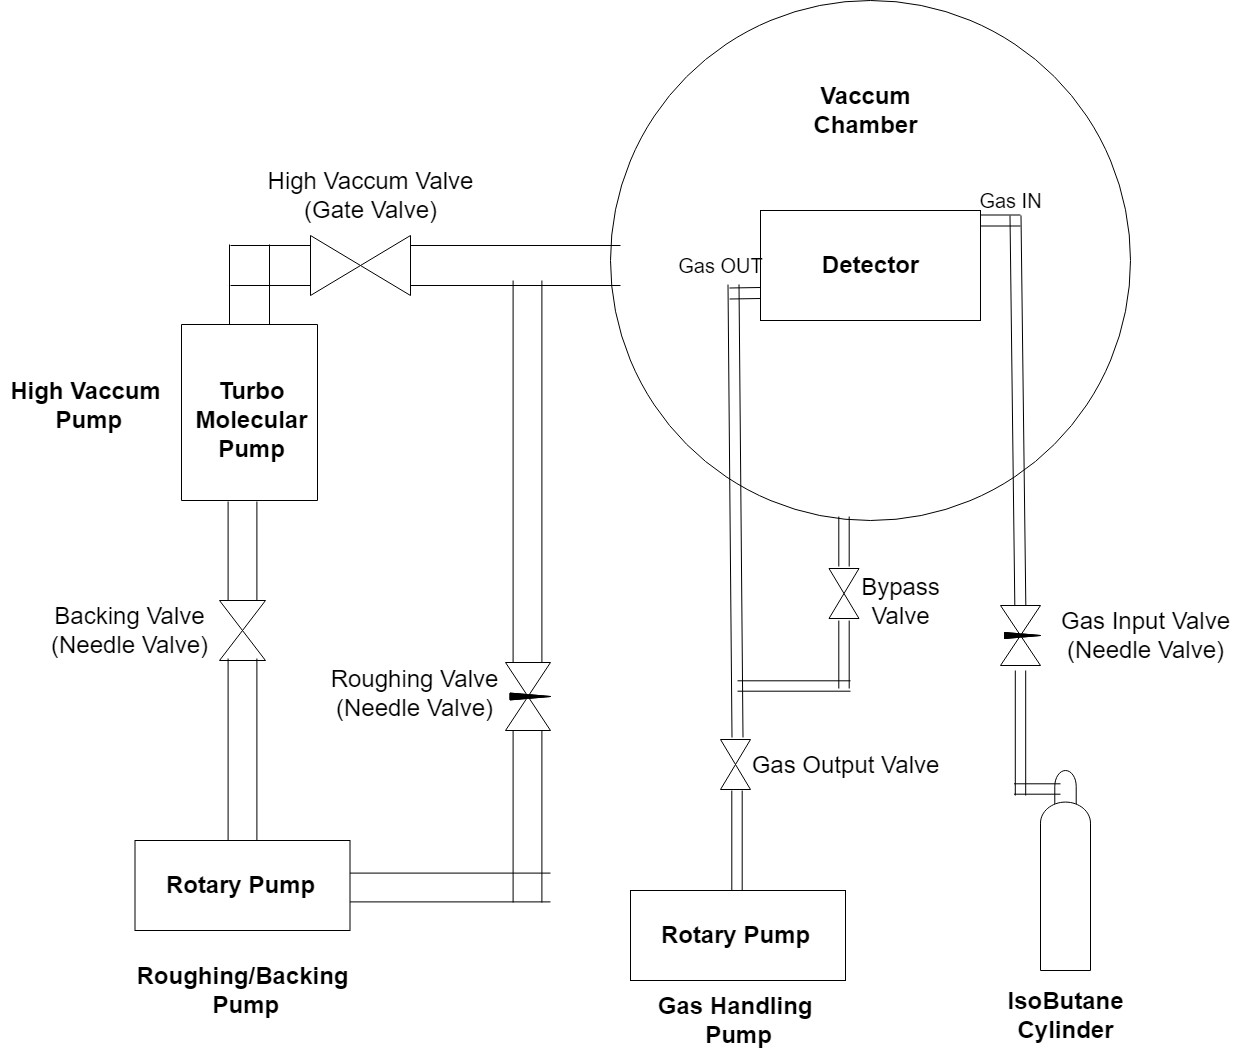 Vaccum
Chamber
High Vaccum Valve
(Gate Valve)
Gas IN
Gas OUT
Detector
High Vaccum
Pump
Turbo
Molecular
Pump
Bypass
Valve
Backing Valve
(Needle Valve)
Gas Input Valve
(Needle Valve)
Roughing Valve
(Needle Valve)
Gas Output Valve
Rotary Pump
Rotary Pump
Roughing/Backing
Pump
Gas Handling
Pump
IsoButane
Cylinder